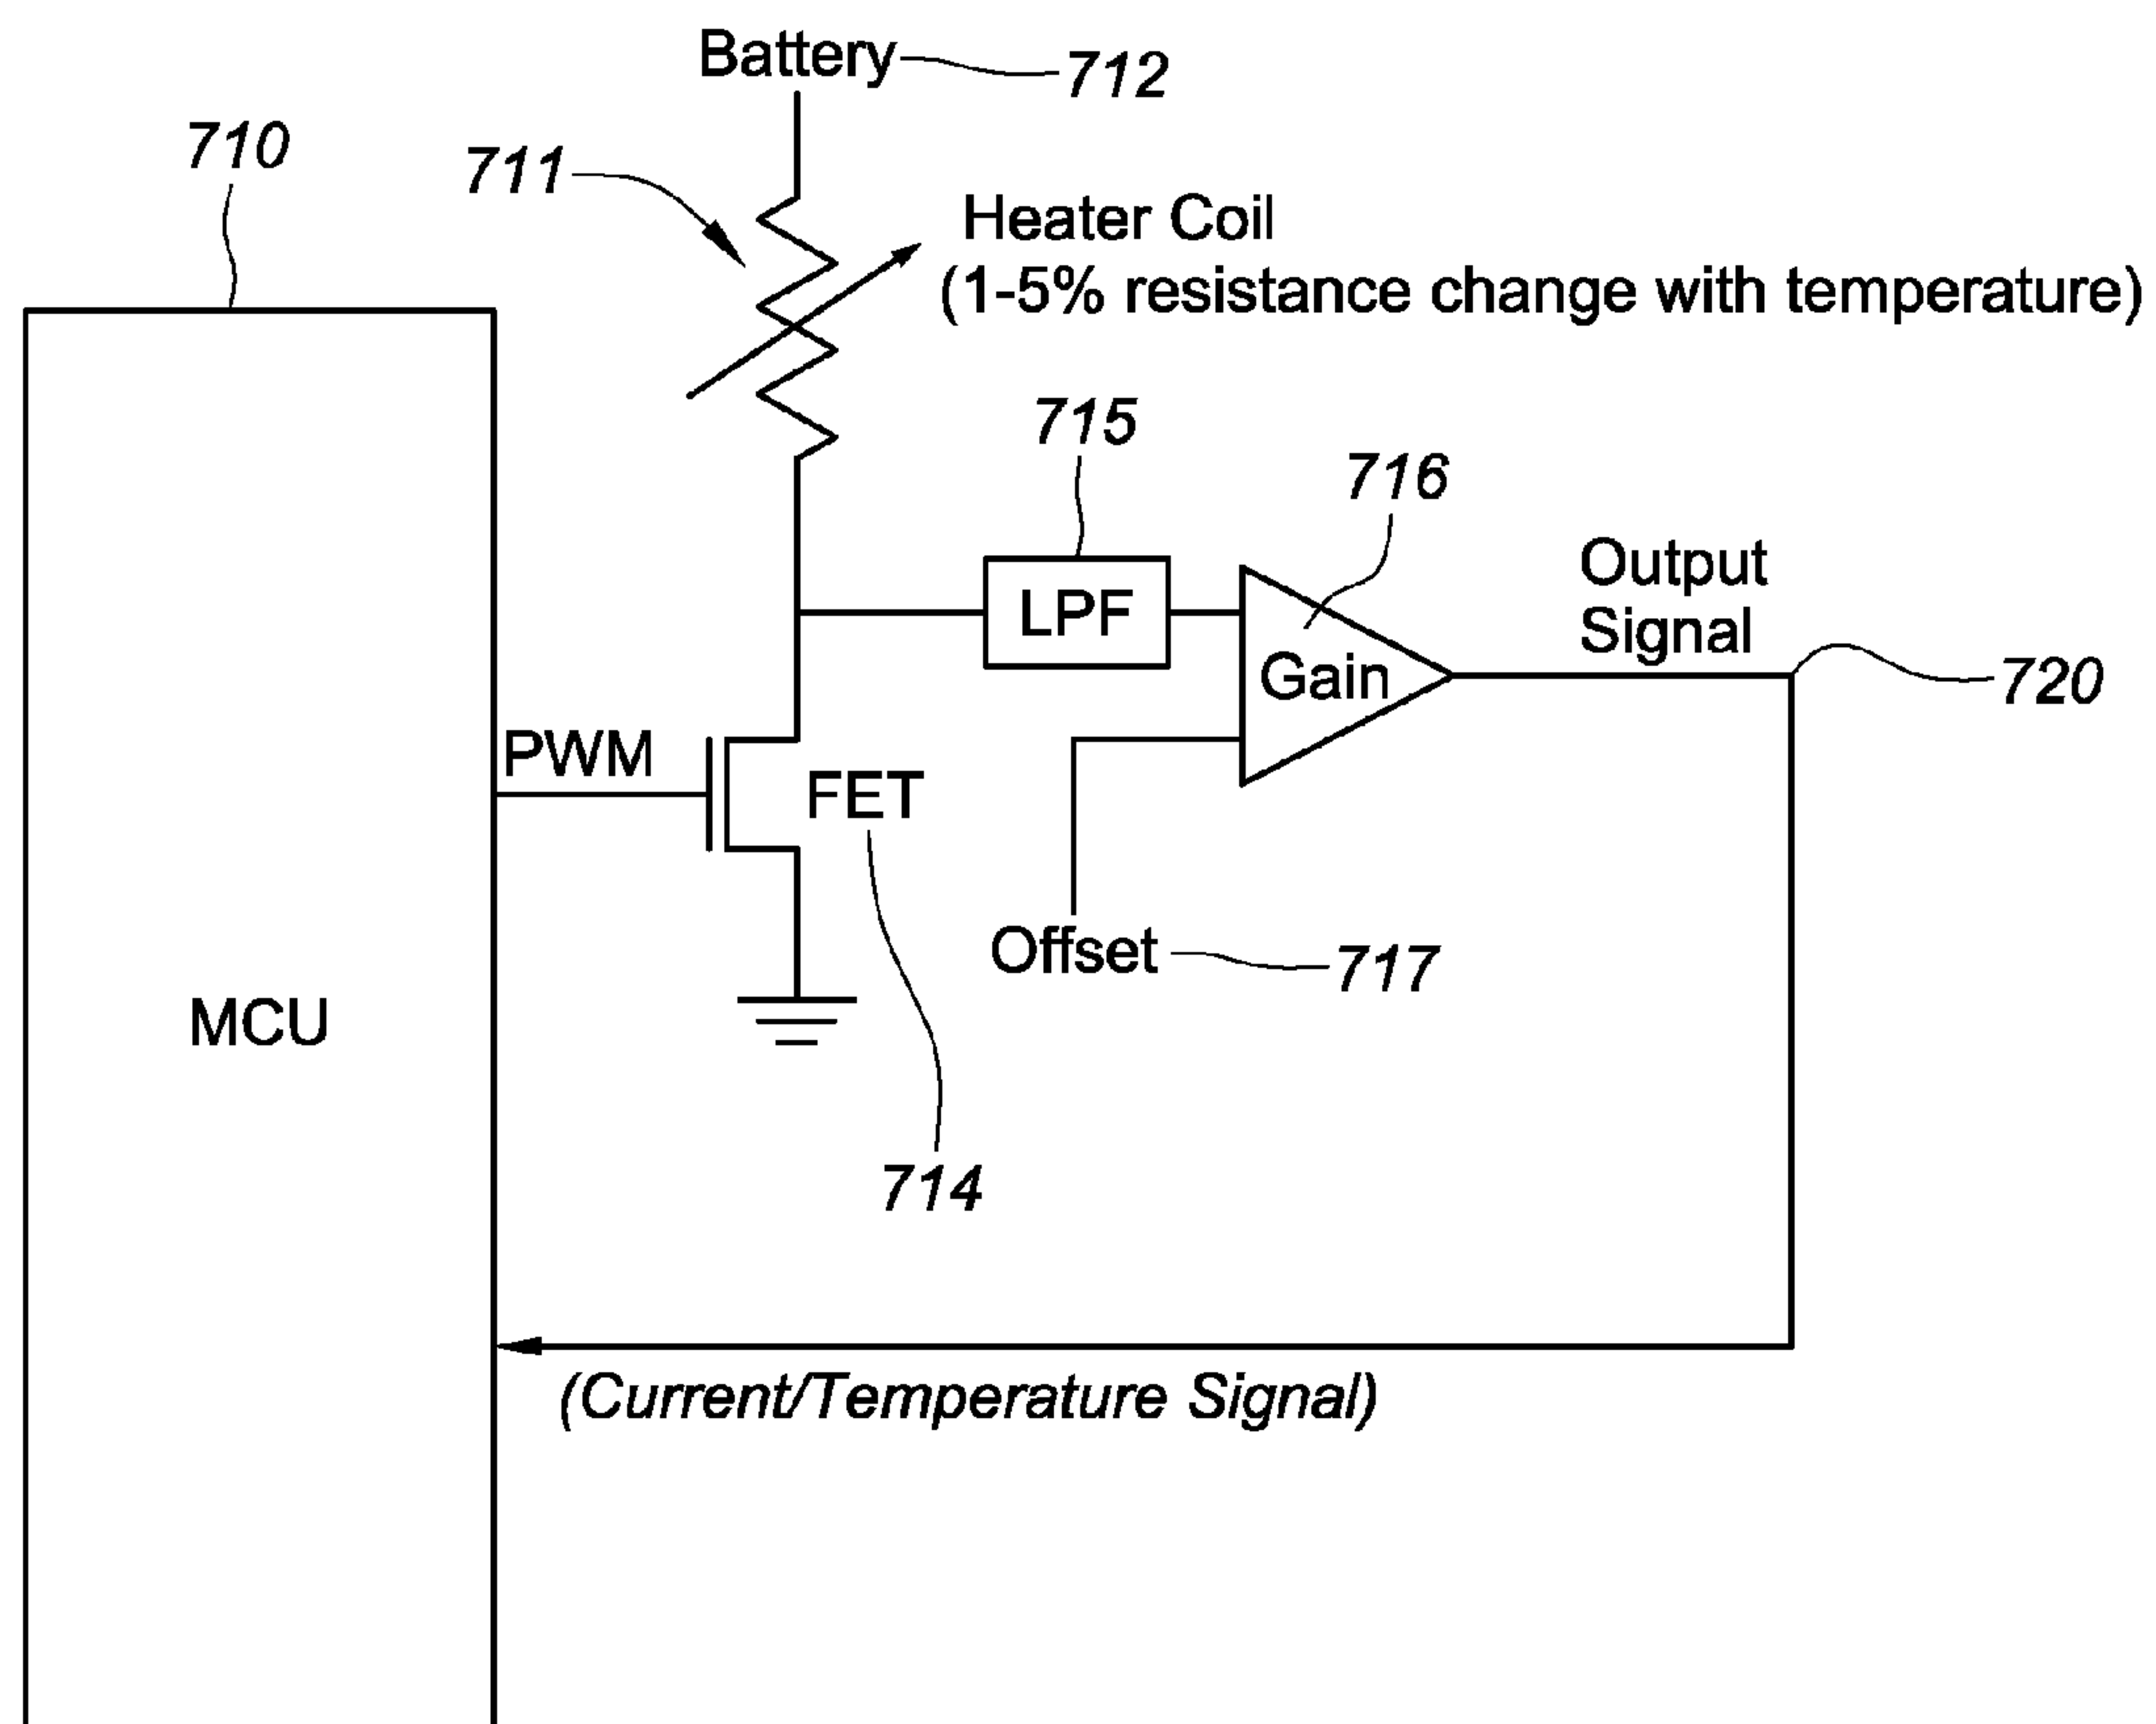 Battery 712
710
711
Heater Coil
(1-5% resistance change with temperature)
715
716
LPF
Output
Signal
Gain
720
PWM
FET
Offset 717
MCU
714
(Current/Temperature Signal)